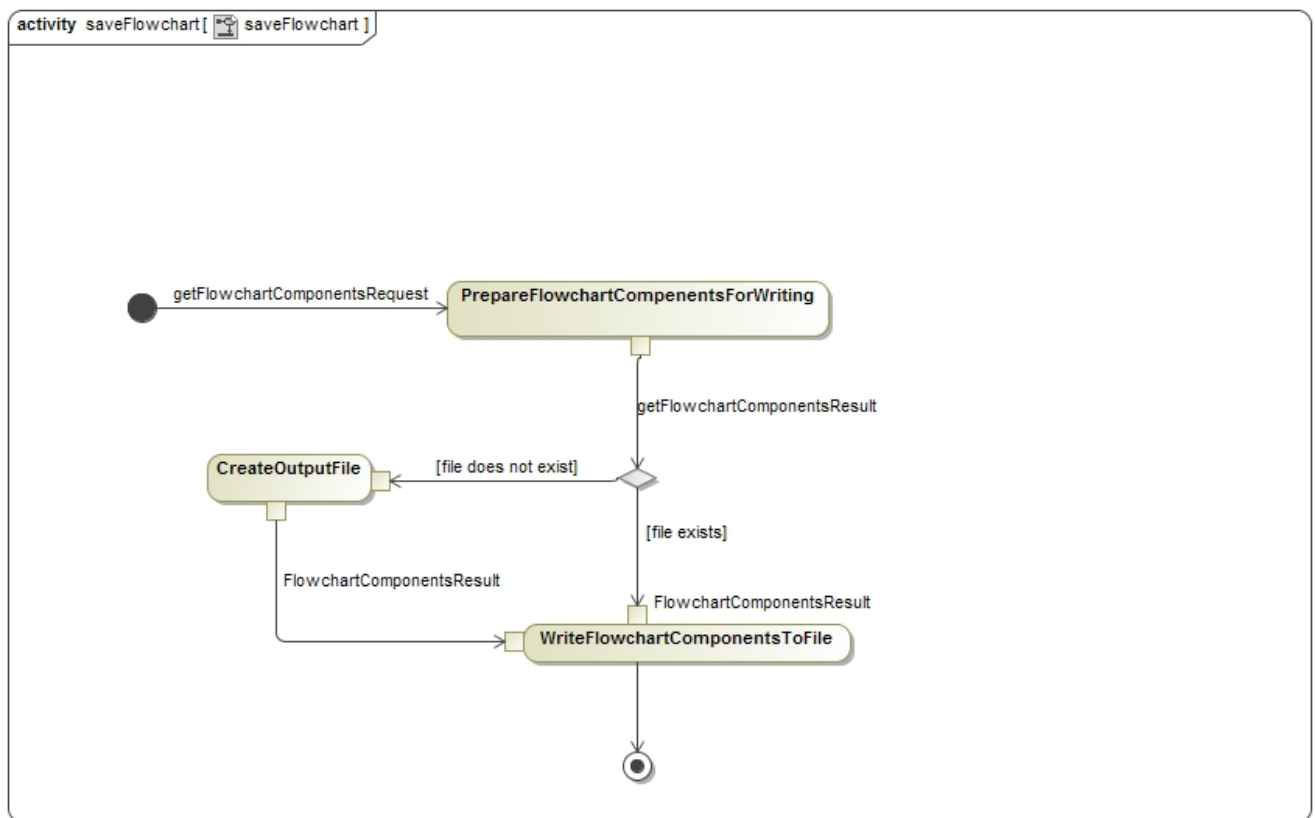 activity saveFlowchart [ saveFlowchart ]
getFlowchartComponentsRequest
PrepareFlowchartCompenentsForWriting
getFlowchartComponentsResult
CreateOutputFile
[file does not exist]
[file exists]
FlowchartComponentsResult
FlowchartComponentsResult
WriteFlowchartComponentsToFile